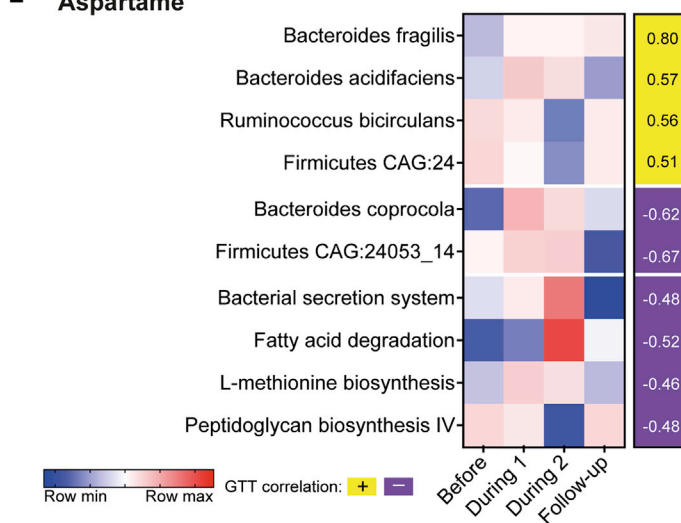 Aspartame
Bacteroides fragilis 0.80
Bacteroides acidifaciens 0.57
Ruminococcus bicirculans 0.56
Firmicutes CAG:24 0.51
Bacteroides coprocola -0.62
Firmicutes CAG:24053_14 -0.67
Bacterial secretion system -0.48
Fatty acid degradation -0.52
L-methionine biosynthesis -0.46
Peptidoglycan biosynthesis IV -0.48
Before During 1 During 2 Follow-up
Row min Row max GTT correlation: + −